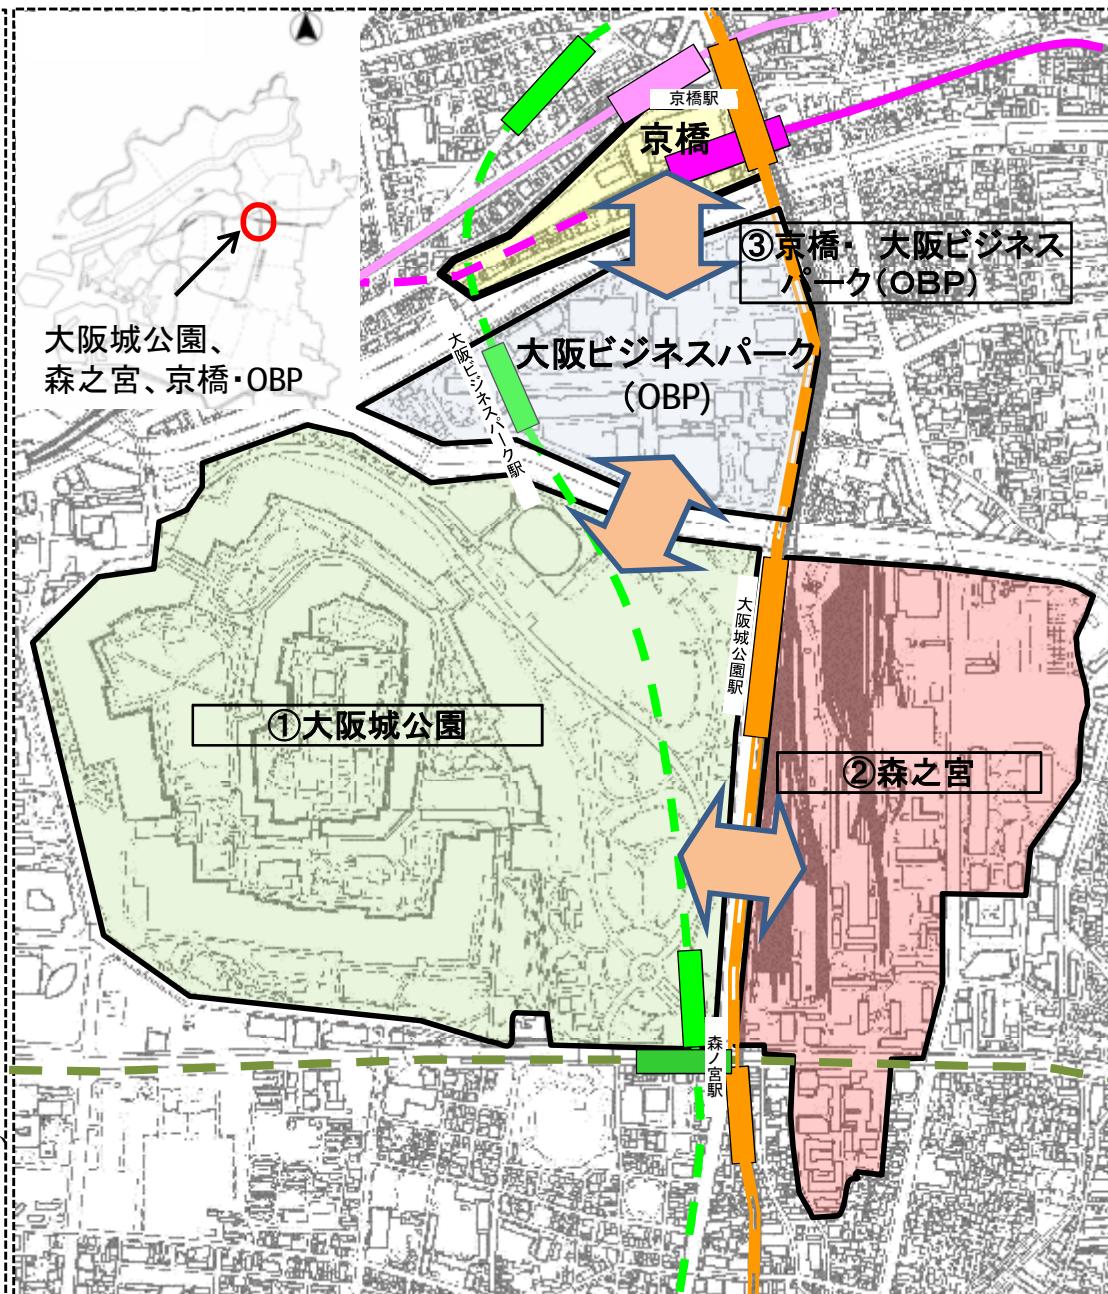 大阪城公園、
森之宮、京橋・OBP
京橋駅
京橋
③京橋・ 大阪ビジネス
パーク(OBP)
大阪ビジネスパーク
(OBP)
大阪ビジネスパーク駅
大阪城公園駅
①大阪城公園
②森之宮
森ノ宮駅